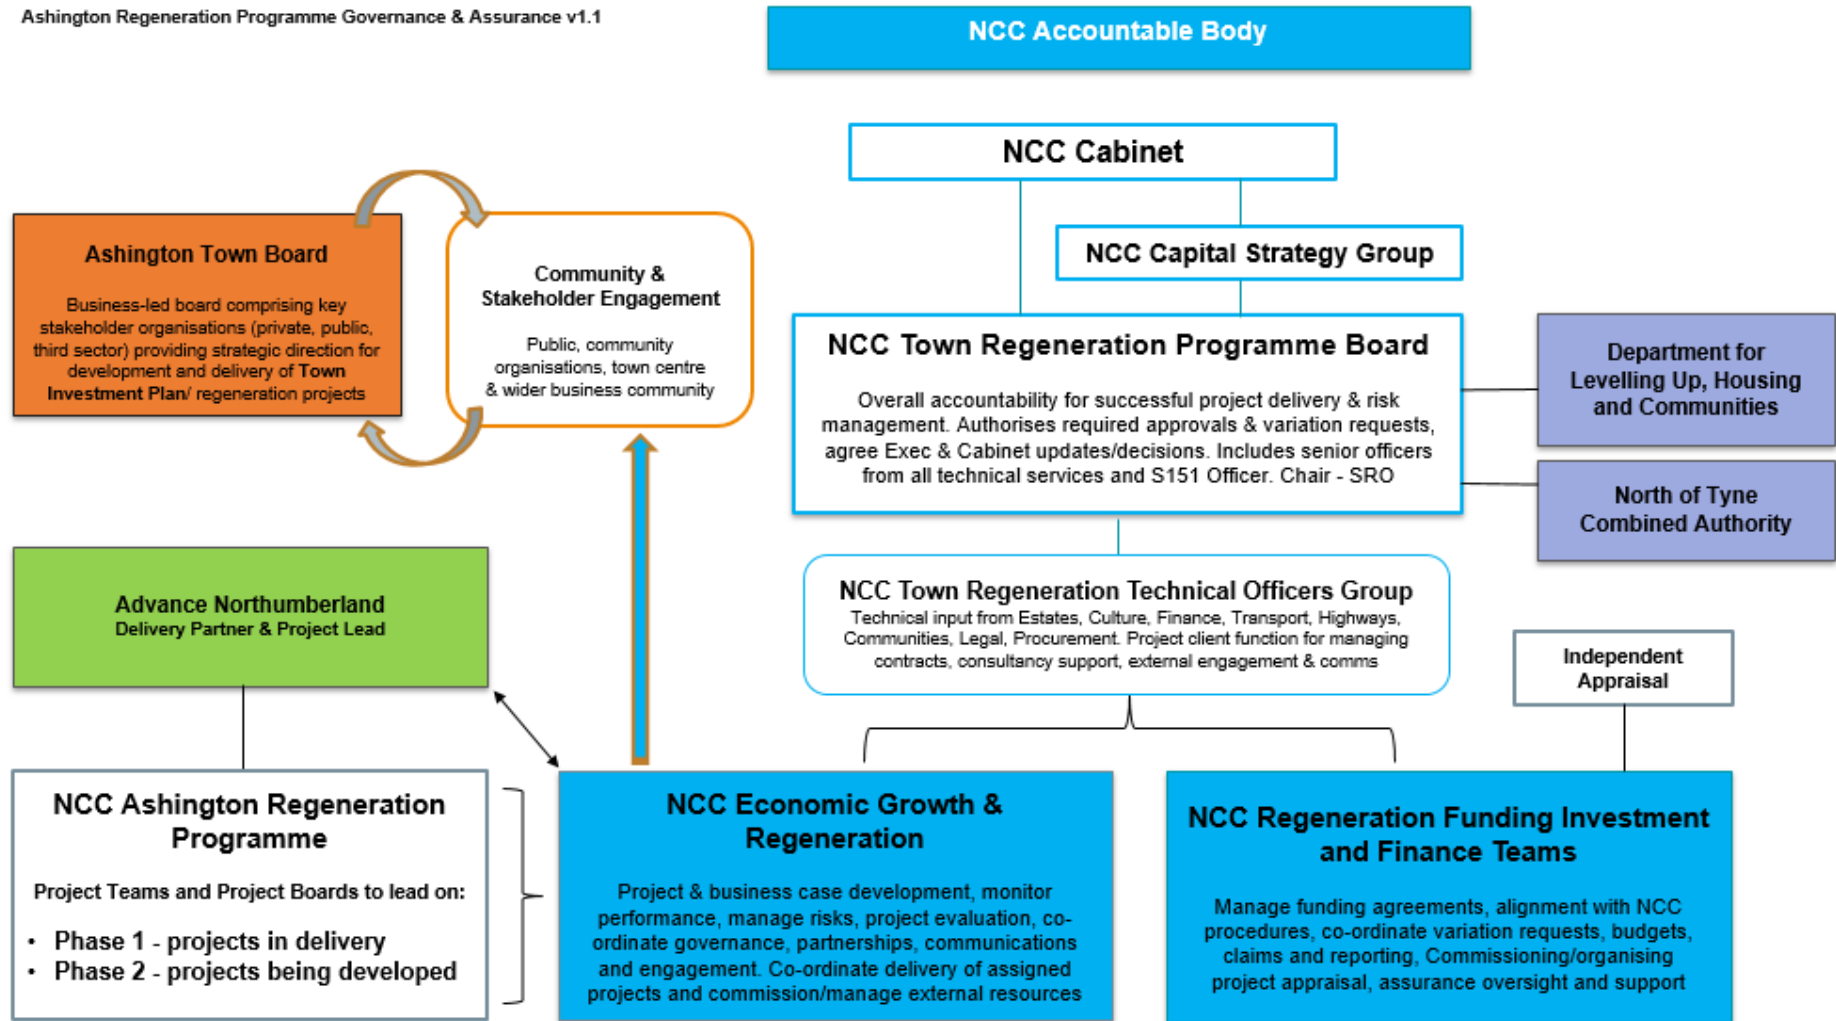 Ashington Regeneration Programme Governance & Assurance v1.1
NCC Accountable Body
NCC Cabinet
NCC Capital Strategy Group
Ashington Town Board
Business-led board comprising key
stakeholder organisations (private, public,
third sector) providing strategic direction for
development and delivery of Town
Investment Plan/ regeneration projects
Community &
Stakeholder Engagement
Public, community
organisations, town centre
& wider business community
NCC Town Regeneration Programme Board
Overall accountability for successful project delivery & risk
management. Authorises required approvals & variation requests,
agree Exec & Cabinet updates/decisions. Includes senior officers
from all technical services and S151 Officer. Chair - SRO
Department for
Levelling Up, Housing
and Communities
North of Tyne
Combined Authority
Advance Northumberland
Delivery Partner & Project Lead
NCC Town Regeneration Technical Officers Group
Technical input from Estates, Culture, Finance, Transport, Highways,
Communities, Legal, Procurement. Project client function for managing
contracts, consultancy support, external engagement & comms
Independent
Appraisal
NCC Ashington Regeneration
Programme
Project Teams and Project Boards to lead on:
• Phase 1 - projects in delivery
• Phase 2 - projects being developed
NCC Economic Growth &
Regeneration
Project & business case development, monitor
performance, manage risks, project evaluation, co-
ordinate governance, partnerships, communications
and engagement. Co-ordinate delivery of assigned
projects and commission/manage external resources
NCC Regeneration Funding Investment
and Finance Teams
Manage funding agreements, alignment with NCC
procedures, co-ordinate variation requests, budgets,
claims and reporting, Commissioning/organising
project appraisal, assurance oversight and support